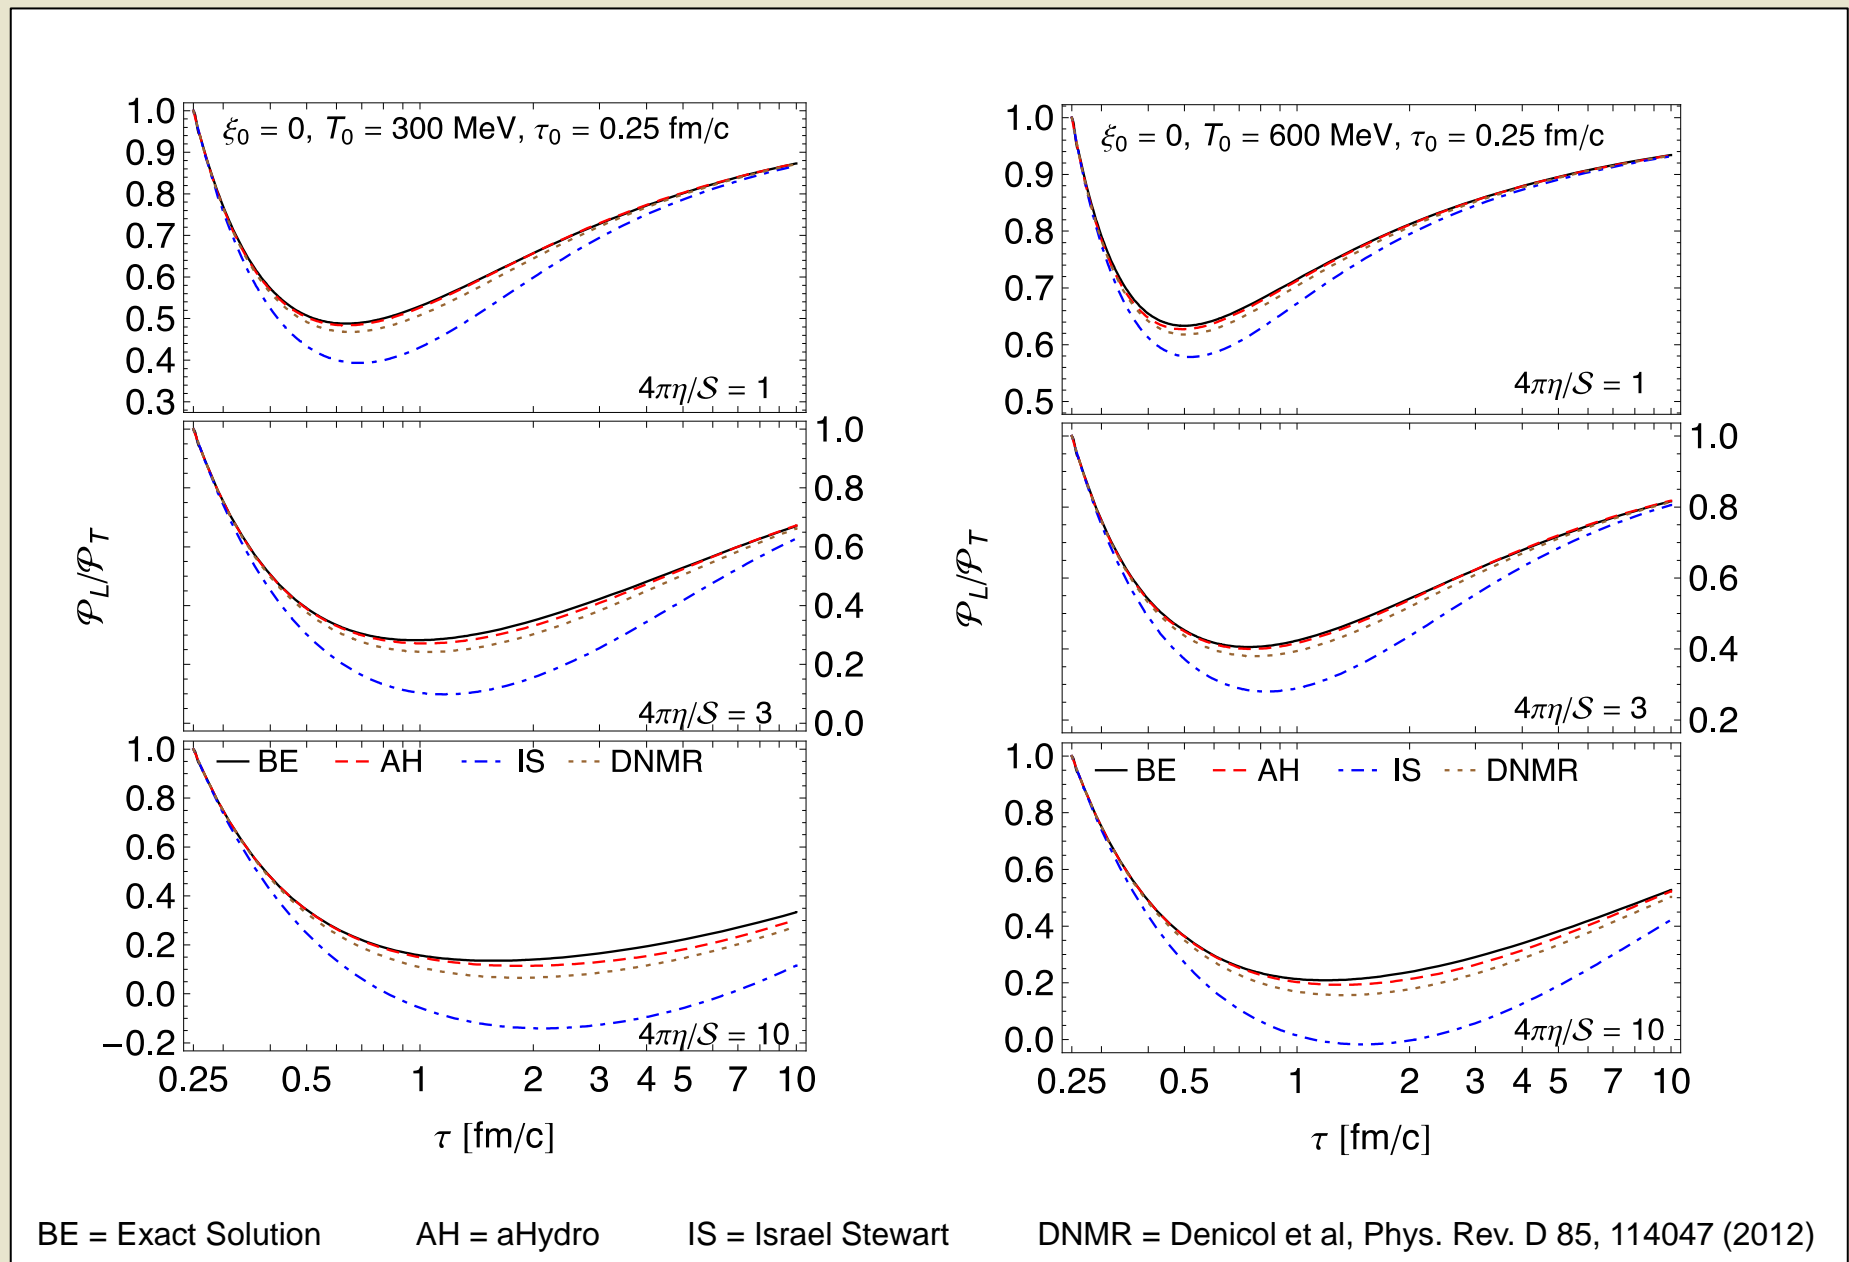 ξ₀ = 0, T₀ = 300 MeV, τ₀ = 0.25 fm/c
1.0
0.9
0.8
0.7
0.6
0.5
0.4
0.3
4πη/S = 1
1.0
0.8
0.6
0.4
0.2
0.0
4πη/S = 3
P_L/P_T
BE AH IS DNMR
1.0
0.8
0.6
0.4
0.2
0.0
−0.2
4πη/S = 10
0.25 0.5 1 2 3 4 5 7 10
τ [fm/c]
ξ₀ = 0, T₀ = 600 MeV, τ₀ = 0.25 fm/c
1.0
0.9
0.8
0.7
0.6
0.5
4πη/S = 1
1.0
0.8
0.6
0.4
0.2
4πη/S = 3
P_L/P_T
BE AH IS DNMR
1.0
0.8
0.6
0.4
0.2
0.0
4πη/S = 10
0.25 0.5 1 2 3 4 5 7 10
τ [fm/c]
BE = Exact Solution AH = aHydro IS = Israel Stewart DNMR = Denicol et al, Phys. Rev. D 85, 114047 (2012)